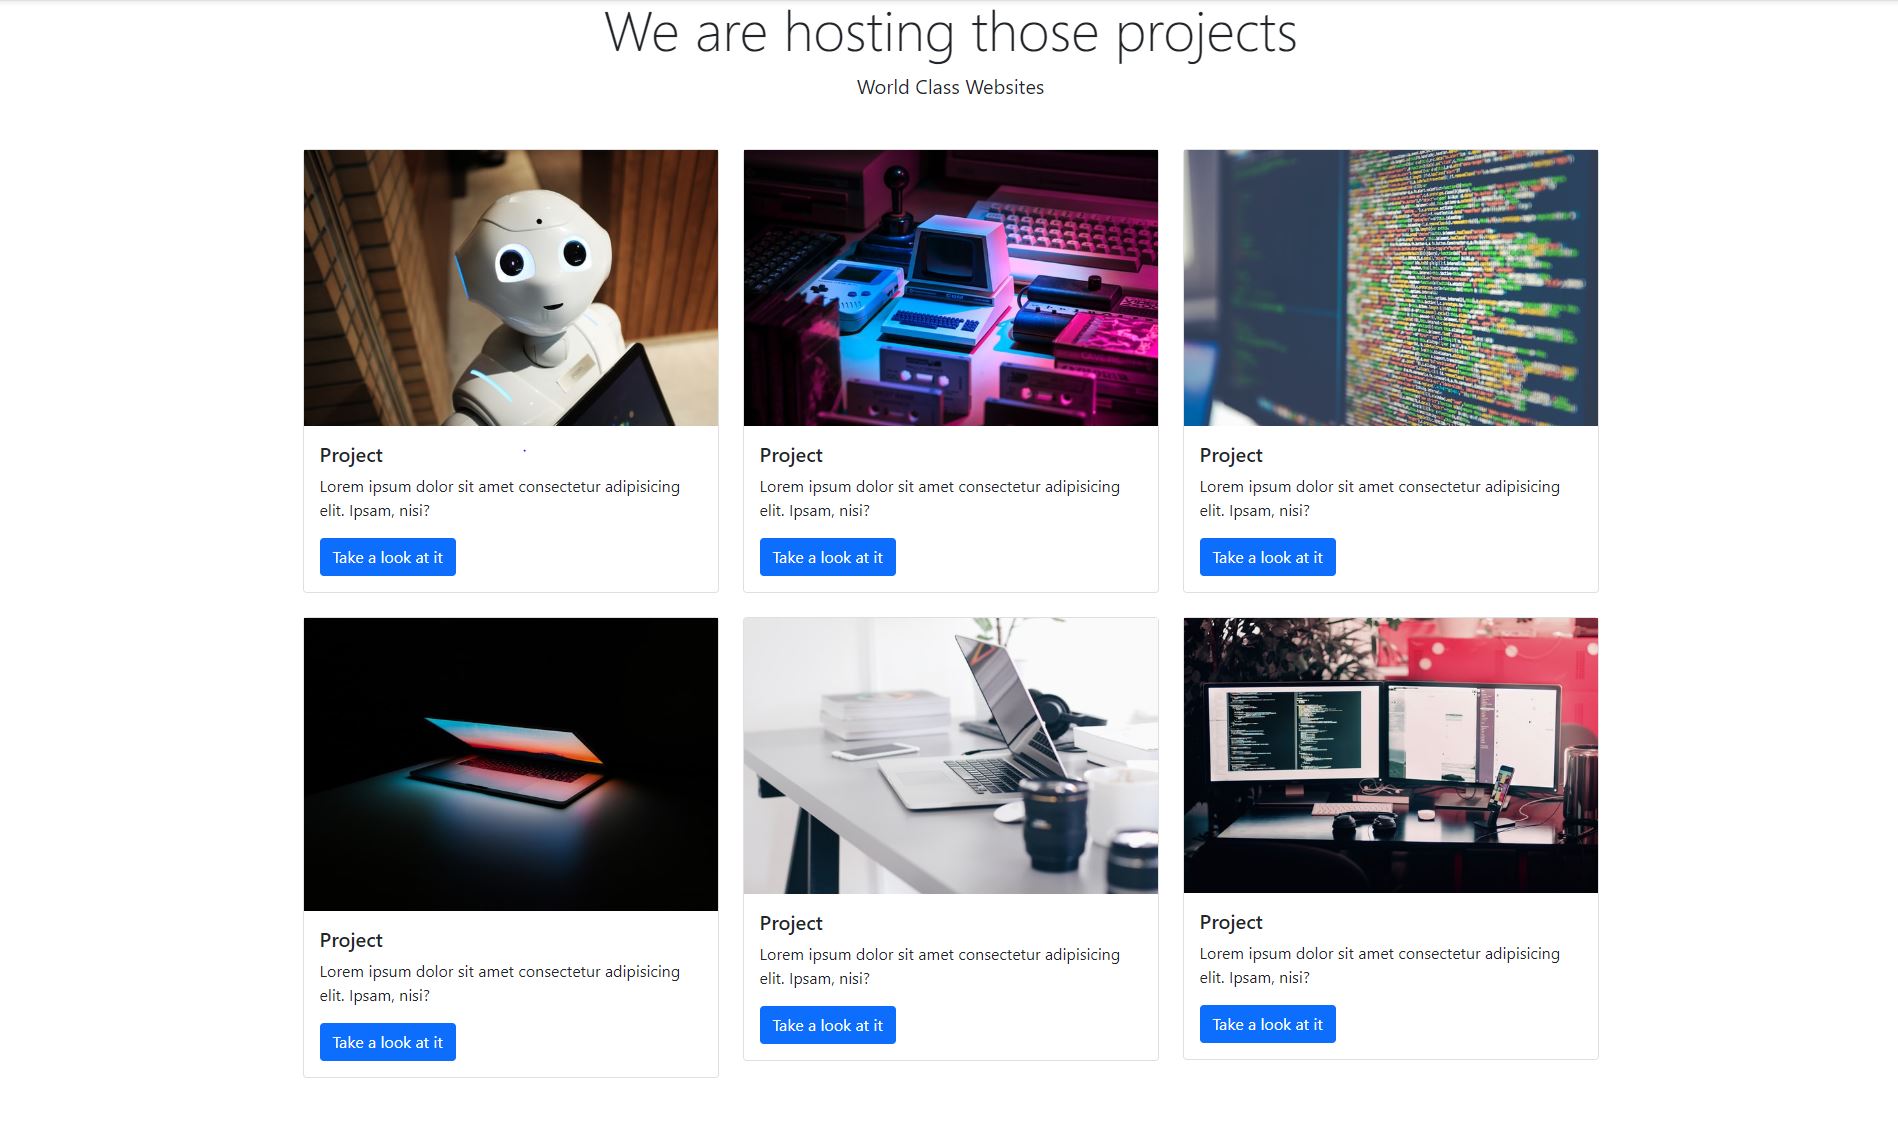 We are hosting those projects
World Class Websites
Project
Lorem ipsum dolor sit amet consectetur adipisicing
elit. Ipsam, nisi?
Take a look at it
Project
Lorem ipsum dolor sit amet consectetur adipisicing
elit. Ipsam, nisi?
Take a look at it
Project
Lorem ipsum dolor sit amet consectetur adipisicing
elit. Ipsam, nisi?
Take a look at it
Project
Lorem ipsum dolor sit amet consectetur adipisicing
elit. Ipsam, nisi?
Take a look at it
Project
Lorem ipsum dolor sit amet consectetur adipisicing
elit. Ipsam, nisi?
Take a look at it
Project
Lorem ipsum dolor sit amet consectetur adipisicing
elit. Ipsam, nisi?
Take a look at it